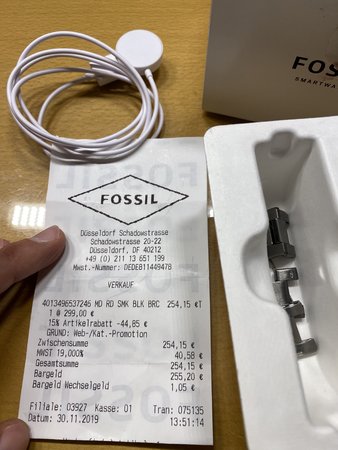 FOSSIL
Düsseldorf Schadowstrasse
Schadowstrasse 20-22
Düsseldorf, DF 40212
+49 (0) 211 13 651 199
Mwst.-Nummer: DEDE811449478
VERKAUF
4013496537246 MD RD SMK BLK BRC 254,15 €T
1 @ 299,00 €
15% Artikelrabatt -44,85 €
GRUND: Web-/Kat.-Promotion
Zwischensumme 254,15 €
MWST 19,000% 40,58 €
Gesamtsumme 254,15 €
Bargeld 255,20 €
Bargeld Wechselgeld 1,05 €
Filiale: 03927 Kasse: 01 Tran: 075135
Datum: 30.11.2019 13:51:14